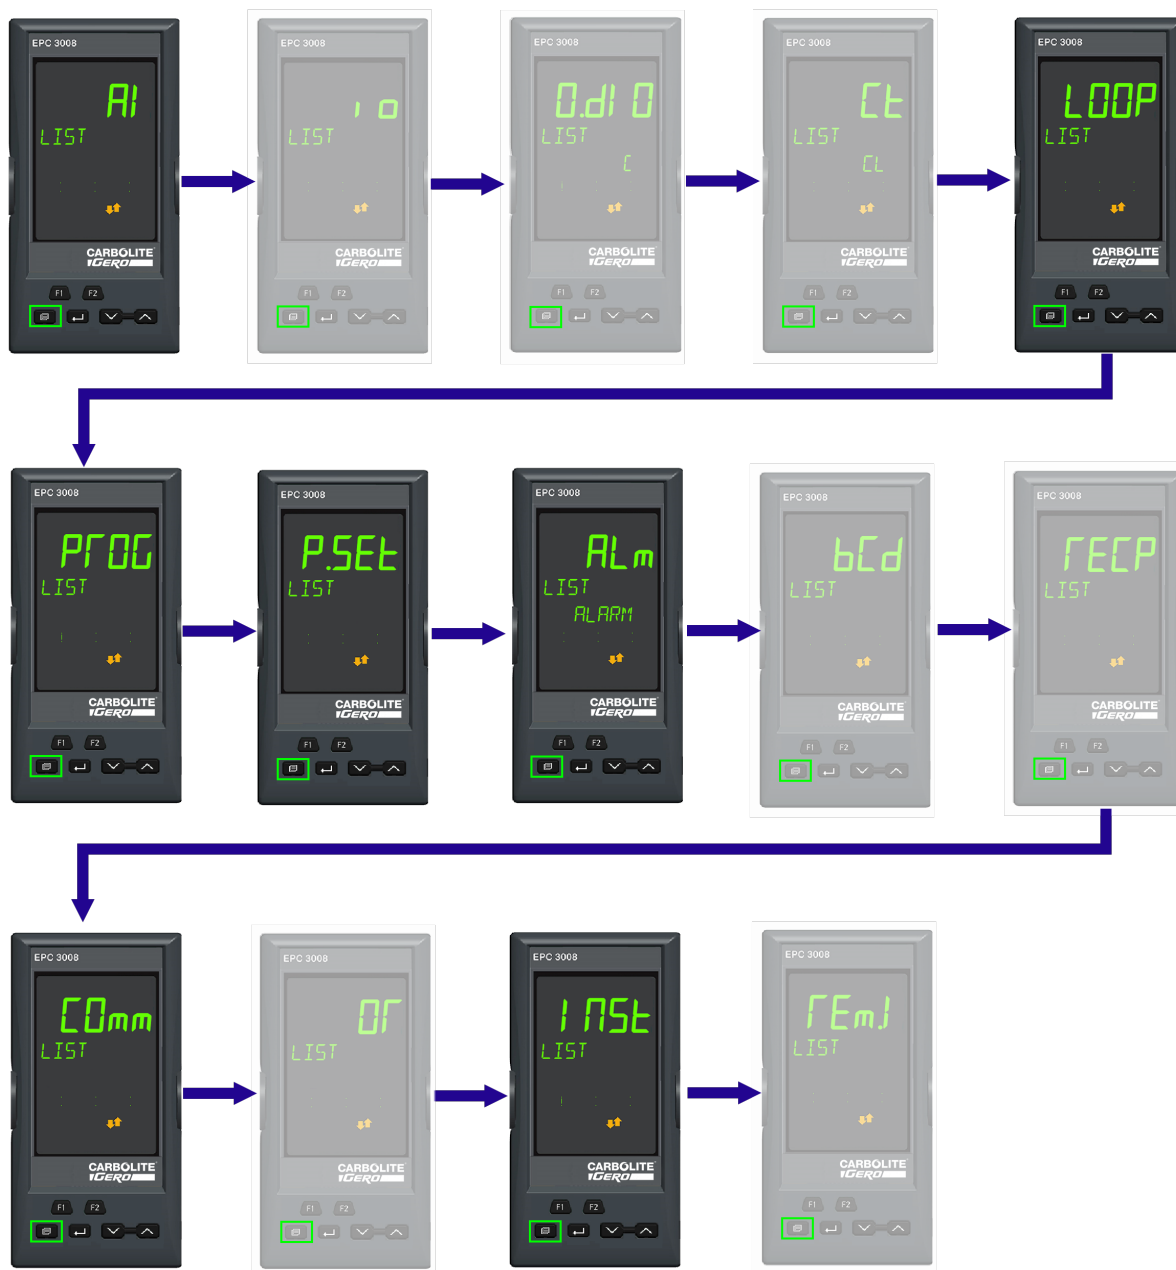 EPC 3008
AI
LIST
CARBOLITE
GERO
F1 F2
EPC 3008
io
LIST
CARBOLITE
GERO
F1 F2
EPC 3008
O.dIO
LIST
C
CARBOLITE
GERO
F1 F2
EPC 3008
Ct
LIST
CL
CARBOLITE
GERO
F1 F2
EPC 3008
LOOP
LIST
CARBOLITE
GERO
F1 F2
EPC 3008
PrOG
LIST
CARBOLITE
GERO
F1 F2
EPC 3008
P.SEt
LIST
CARBOLITE
GERO
F1 F2
EPC 3008
ALm
LIST
ALARM
CARBOLITE
GERO
F1 F2
EPC 3008
bCd
LIST
CARBOLITE
GERO
F1 F2
EPC 3008
rECP
LIST
CARBOLITE
GERO
F1 F2
EPC 3008
COmm
LIST
CARBOLITE
GERO
F1 F2
EPC 3008
Or
LIST
CARBOLITE
GERO
F1 F2
EPC 3008
InSt
LIST
CARBOLITE
GERO
F1 F2
EPC 3008
rEm.I
LIST
CARBOLITE
GERO
F1 F2